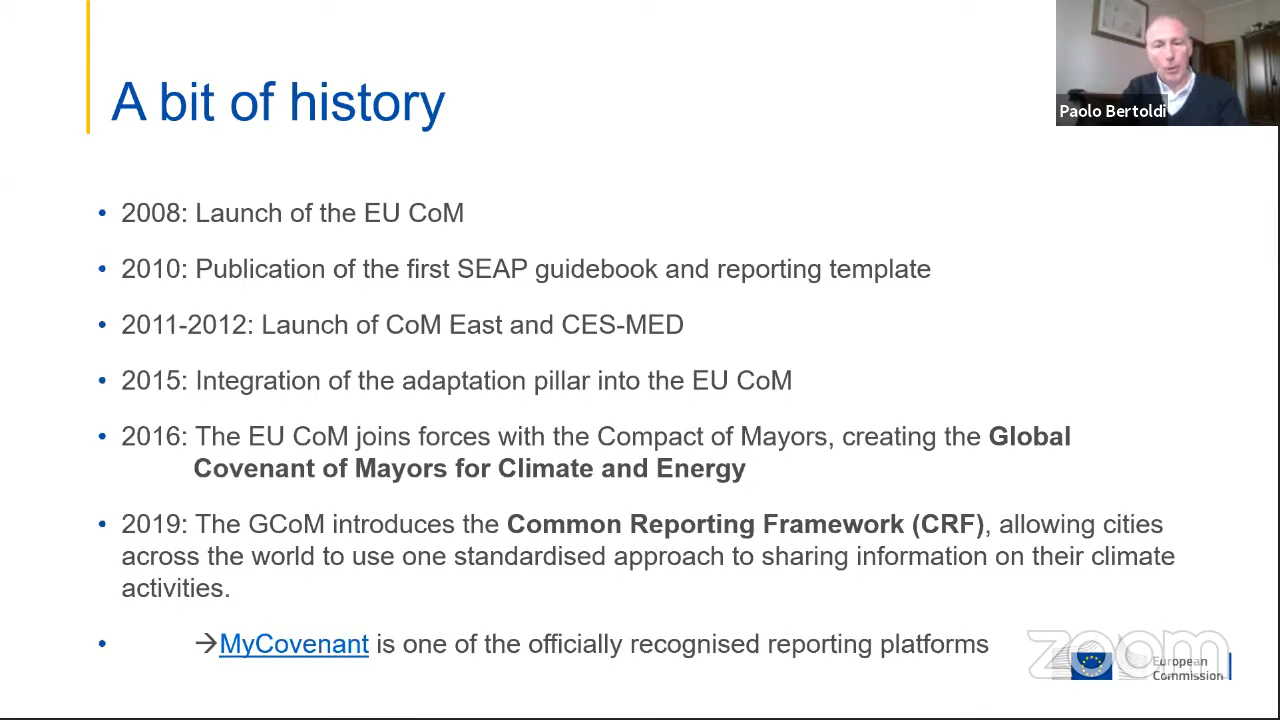 Paolo Bertoldi
A bit of history
• 2008: Launch of the EU CoM
• 2010: Publication of the first SEAP guidebook and reporting template
• 2011-2012: Launch of CoM East and CES-MED
• 2015: Integration of the adaptation pillar into the EU CoM
• 2016: The EU CoM joins forces with the Compact of Mayors, creating the Global
Covenant of Mayors for Climate and Energy
• 2019: The GCoM introduces the Common Reporting Framework (CRF), allowing cities
across the world to use one standardised approach to sharing information on their climate
activities.
• →MyCovenant is one of the officially recognised reporting platforms
zoom
European
Commission